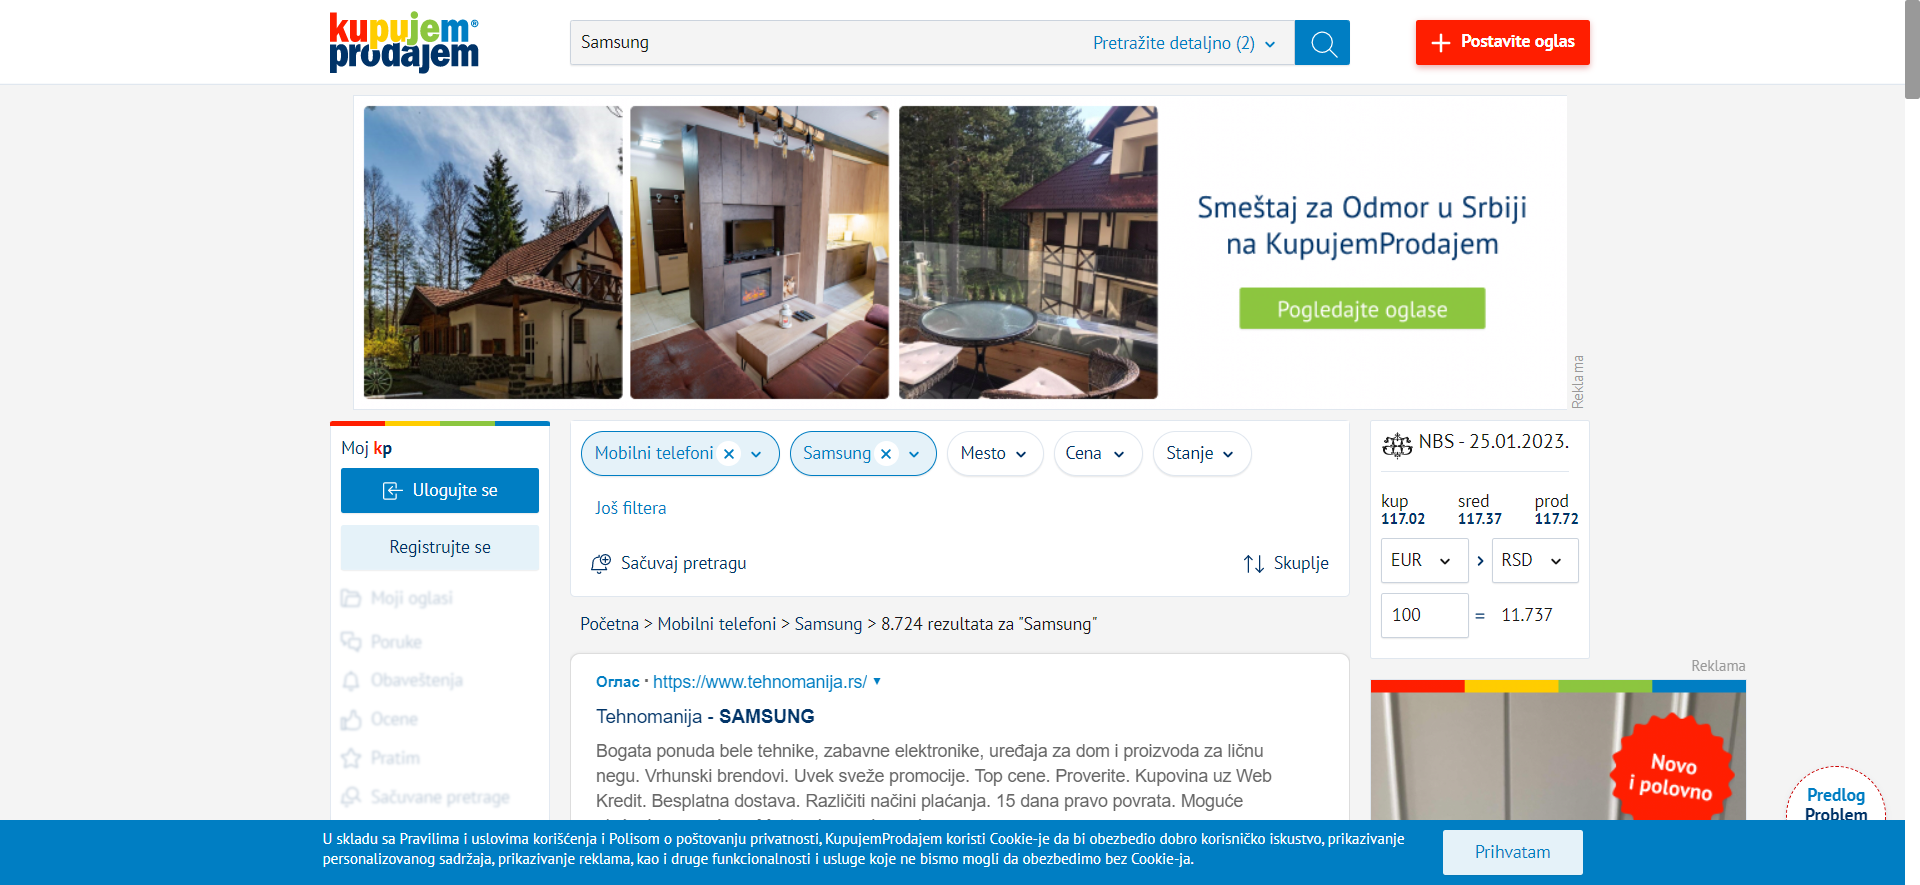 kupujem®
prodajem
Samsung
Pretražite detaljno (2)
Postavite oglas
Smeštaj za Odmor u Srbiji
na KupujemProdajem
Pogledajte oglase
Reklama
Moj kp
Ulogujte se
Registrujte se
Moji oglasi
Poruke
Obaveštenja
Ocene
Pratim
Sačuvane pretrage
Mobilni telefoni
Samsung
Mesto
Cena
Stanje
Još filtera
Sačuvaj pretragu
Skuplje
Početna > Mobilni telefoni > Samsung > 8.724 rezultata za "Samsung"
Оглас · https://www.tehnomanija.rs/
Tehnomanija - SAMSUNG
Bogata ponuda bele tehnike, zabavne elektronike, uređaja za dom i proizvoda za ličnu
negu. Vrhunski brendovi. Uvek sveže promocije. Top cene. Proverite. Kupovina uz Web
Kredit. Besplatna dostava. Različiti načini plaćanja. 15 dana pravo povrata. Moguće
NBS - 25.01.2023.
kup sred prod
117.02 117.37 117.72
EUR > RSD
100 = 11.737
Reklama
Novo
i polovno
Predlog
Problem
U skladu sa Pravilima i uslovima korišćenja i Polisom o poštovanju privatnosti, KupujemProdajem koristi Cookie-je da bi obezbedio dobro korisničko iskustvo, prikazivanje
personalizovanog sadržaja, prikazivanje reklama, kao i druge funkcionalnosti i usluge koje ne bismo mogli da obezbedimo bez Cookie-ja.
Prihvatam